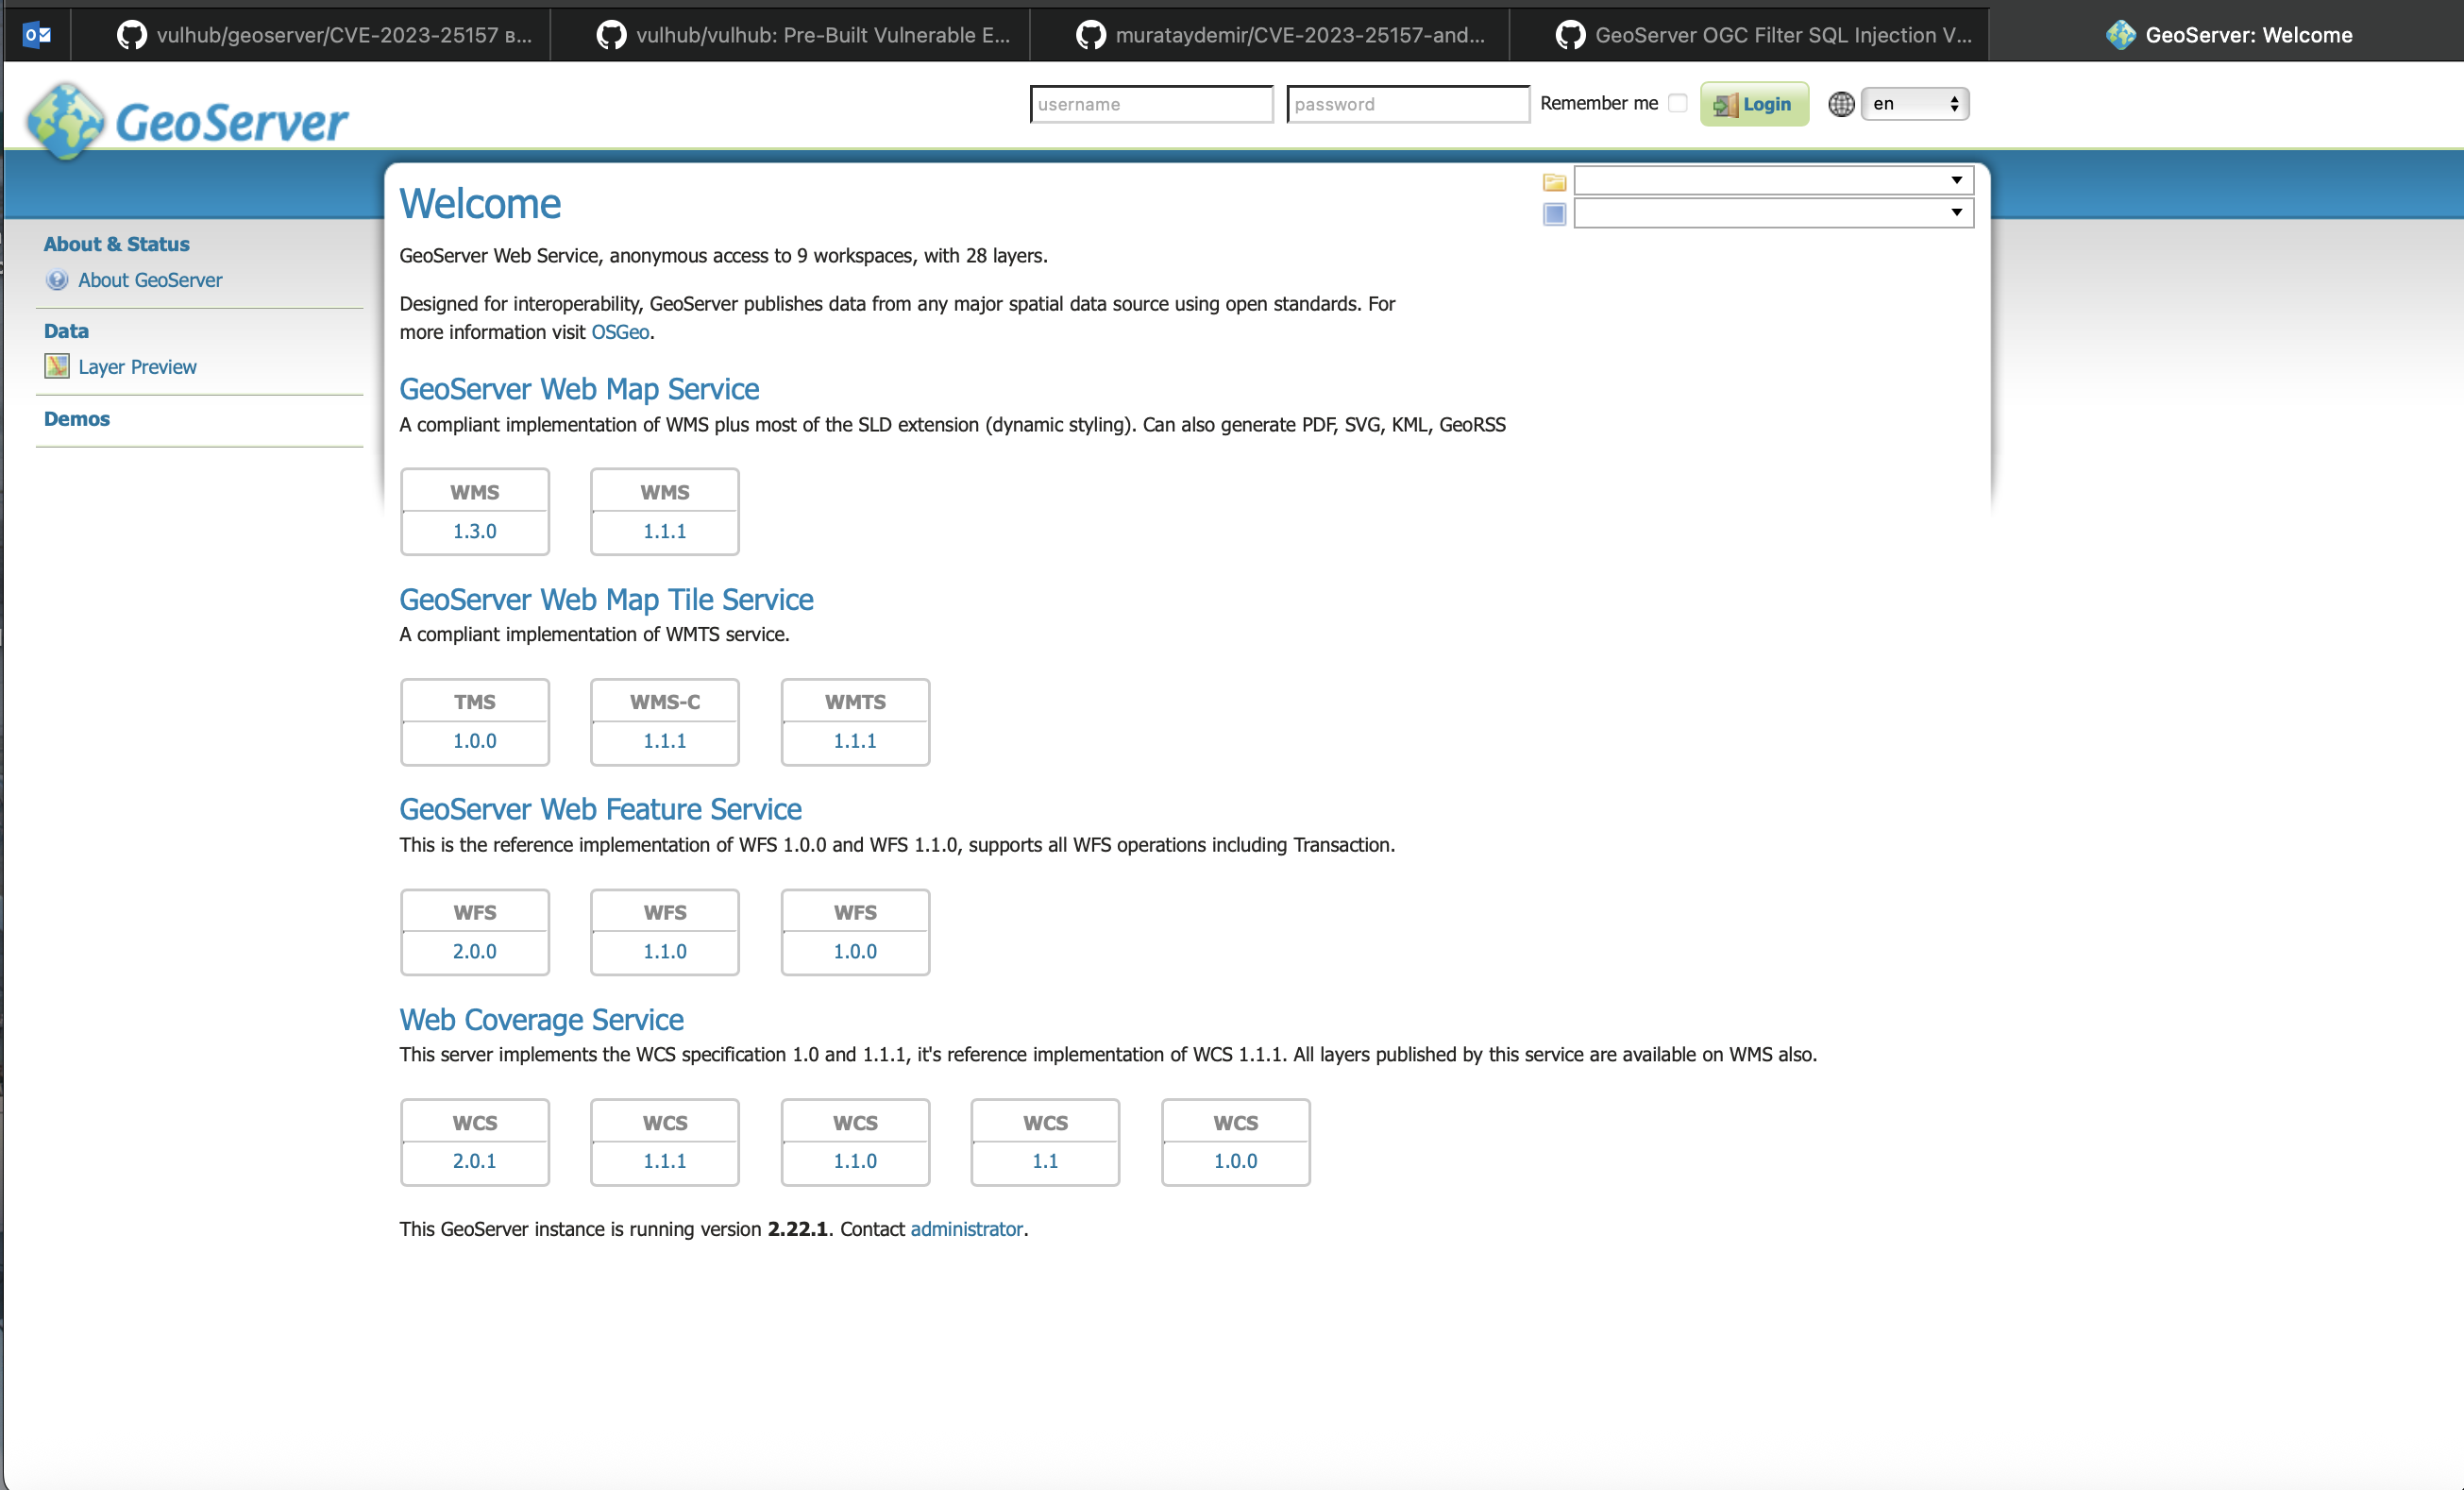 vulhub/geoserver/CVE-2023-25157 в...
vulhub/vulhub: Pre-Built Vulnerable E...
murataydemir/CVE-2023-25157-and...
GeoServer OGC Filter SQL Injection V...
GeoServer: Welcome
GeoServer
username
password
Remember me
Login
en
About & Status
About GeoServer
Data
Layer Preview
Demos
Welcome
GeoServer Web Service, anonymous access to 9 workspaces, with 28 layers.
Designed for interoperability, GeoServer publishes data from any major spatial data source using open standards. For
more information visit OSGeo.
GeoServer Web Map Service
A compliant implementation of WMS plus most of the SLD extension (dynamic styling). Can also generate PDF, SVG, KML, GeoRSS
WMS WMS
1.3.0 1.1.1
GeoServer Web Map Tile Service
A compliant implementation of WMTS service.
TMS WMS-C WMTS
1.0.0 1.1.1 1.1.1
GeoServer Web Feature Service
This is the reference implementation of WFS 1.0.0 and WFS 1.1.0, supports all WFS operations including Transaction.
WFS WFS WFS
2.0.0 1.1.0 1.0.0
Web Coverage Service
This server implements the WCS specification 1.0 and 1.1.1, it's reference implementation of WCS 1.1.1. All layers published by this service are available on WMS also.
WCS WCS WCS WCS WCS
2.0.1 1.1.1 1.1.0 1.1 1.0.0
This GeoServer instance is running version 2.22.1. Contact administrator.